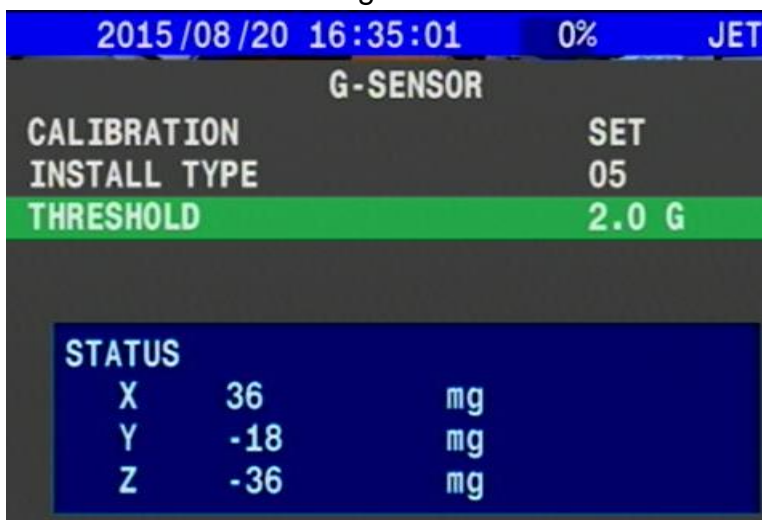 2015/08/20 16:35:01 0% JET
G-SENSOR
CALIBRATION SET
INSTALL TYPE 05
THRESHOLD 2.0 G
STATUS
X 36 mg
Y -18 mg
Z -36 mg